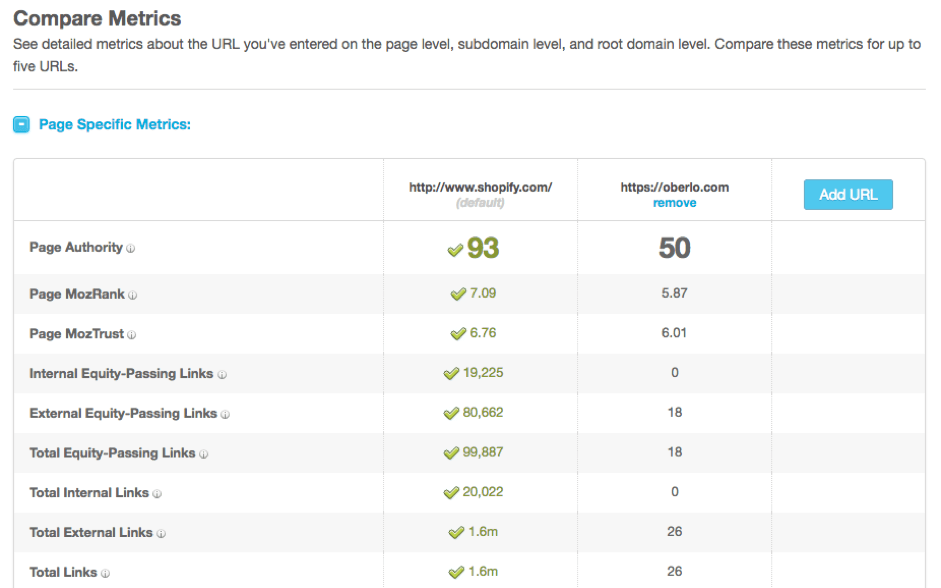 Compare Metrics
See detailed metrics about the URL you've entered on the page level, subdomain level, and root domain level. Compare these metrics for up to
five URLs.
Page Specific Metrics:
http://www.shopify.com/ https://oberlo.com Add URL
(default) remove
Page Authority 93 50
Page MozRank 7.09 5.87
Page MozTrust 6.76 6.01
Internal Equity-Passing Links 19,225 0
External Equity-Passing Links 80,662 18
Total Equity-Passing Links 99,887 18
Total Internal Links 20,022 0
Total External Links 1.6m 26
Total Links 1.6m 26